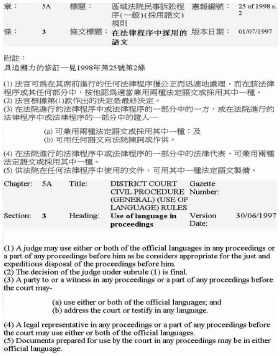 章： 5A 標題： 區域法院民事訴訟程序(一般)(採用語文)規則 憲報編號： 25 of 1998 s. 2
條： 3 條文標題： 在法律程序中採用的語文 版本日期： 01/07/1997
附註：
具追溯力的修訂－見1998年第25號第2條
(1) 法官可為在其席前進行的任何法律程序獲公正而迅速地處理，而在該法律
程序或其任何部分中，按他認為適當兼用兩種法定語文或採用其中一種。
(2) 法官根據第(1)款作出的決定是最終決定。
(3) 在法院進行的法律程序中或法律程序的一部分中的一方，或在法院進行的
法律程序中或法律程序的一部分中的證人－
(a) 可兼用兩種法定語文或採用其中一種；及
(b) 可用任何語文向法院陳詞或作供。
(4) 在法院進行的法律程序中或法律程序的一部分中的法律代表，可兼用兩種
法定語文或採用其中一種。
(5) 供法院在任何法律程序中使用的文件，可用其中一種法定語文製備。
Chapter: 5A Title: DISTRICT COURT CIVIL PROCEDURE (GENERAL) (USE OF LANGUAGE) RULES Gazette Number:
Section: 3 Heading: Use of language in proceedings Version Date: 30/06/1997
(1) A judge may use either or both of the official languages in any proceedings or
a part of any proceedings before him as he considers appropriate for the just and
expeditious disposal of the proceedings before him.
(2) The decision of the judge under subrule (1) is final.
(3) A party to or a witness in any proceedings or a part of any proceedings before
the court may-
(a) use either or both of the official languages; and
(b) address the court or testify in any language.
(4) A legal representative in any proceedings or a part of any proceedings before
the court may use either or both of the official languages.
(5) Documents prepared for use by the court in any proceedings may be in either
official language.